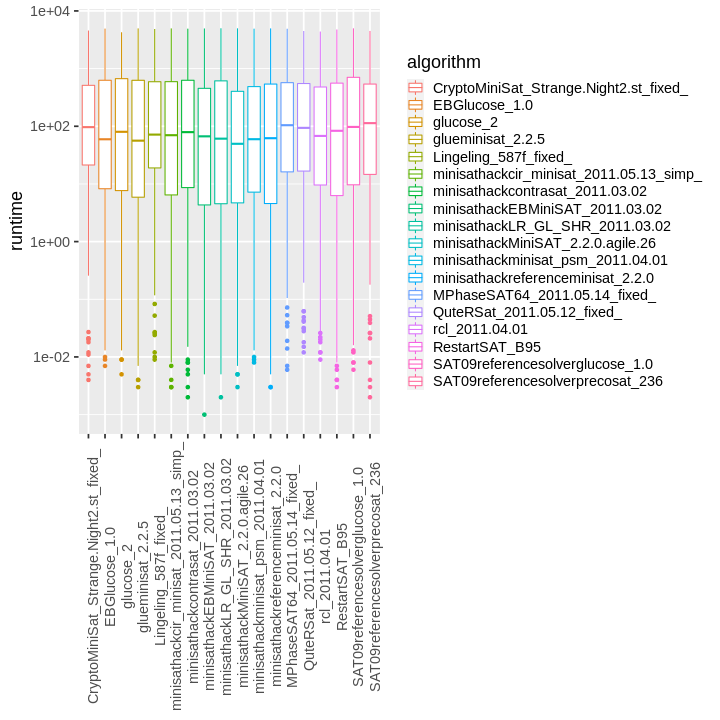 1e+04
1e+02
1e+00
1e-02
runtime
CryptoMiniSat_Strange.Night2.st_fixed_
EBGlucose_1.0
glucose_2
glueminisat_2.2.5
Lingeling_587f_fixed_
minisathackcir_minisat_2011.05.13_simp_
minisathackcontrasat_2011.03.02
minisathackEBMiniSAT_2011.03.02
minisathackLR_GL_SHR_2011.03.02
minisathackMiniSAT_2.2.0.agile.26
minisathackminisat_psm_2011.04.01
minisathackreferenceminisat_2.2.0
MPhaseSAT64_2011.05.14_fixed_
QuteRSat_2011.05.12_fixed_
rcl_2011.04.01
RestartSAT_B95
SAT09referencesolverglucose_1.0
SAT09referencesolverprecosat_236
algorithm
CryptoMiniSat_Strange.Night2.st_fixed_
EBGlucose_1.0
glucose_2
glueminisat_2.2.5
Lingeling_587f_fixed_
minisathackcir_minisat_2011.05.13_simp_
minisathackcontrasat_2011.03.02
minisathackEBMiniSAT_2011.03.02
minisathackLR_GL_SHR_2011.03.02
minisathackMiniSAT_2.2.0.agile.26
minisathackminisat_psm_2011.04.01
minisathackreferenceminisat_2.2.0
MPhaseSAT64_2011.05.14_fixed_
QuteRSat_2011.05.12_fixed_
rcl_2011.04.01
RestartSAT_B95
SAT09referencesolverglucose_1.0
SAT09referencesolverprecosat_236